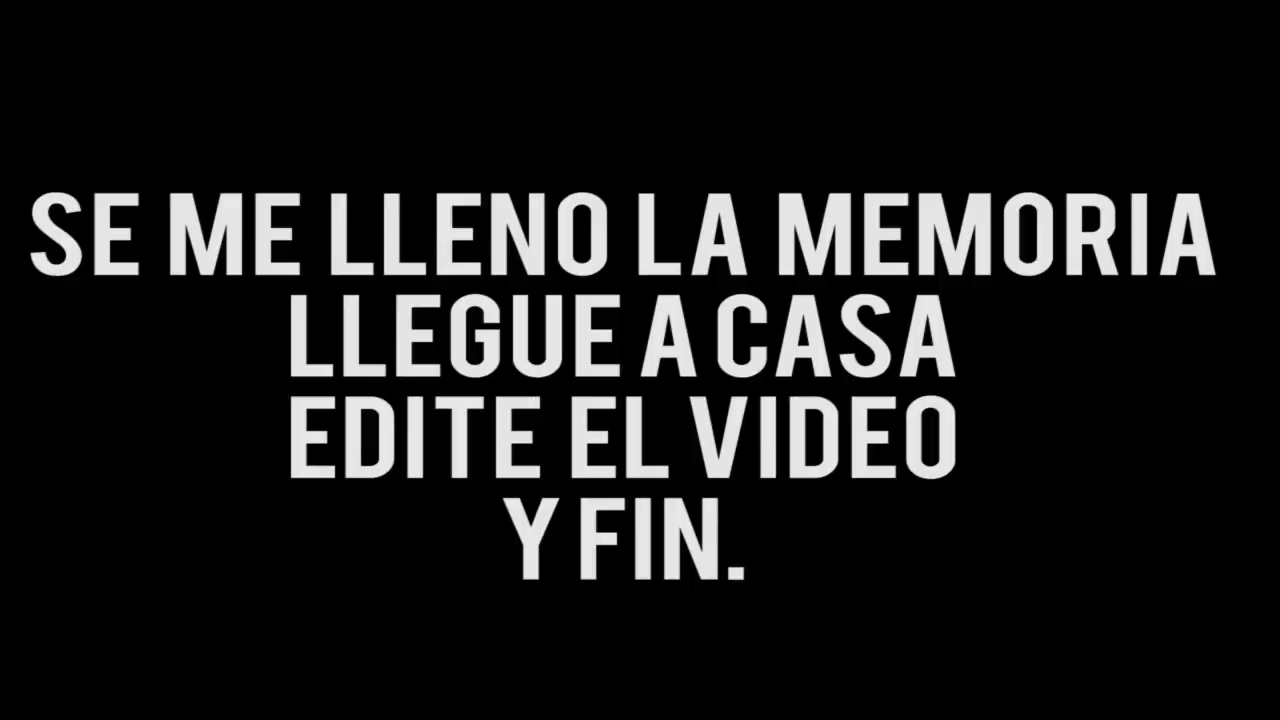 SE ME LLENO LA MEMORIA
LLEGUE A CASA
EDITE EL VIDEO
Y FIN.